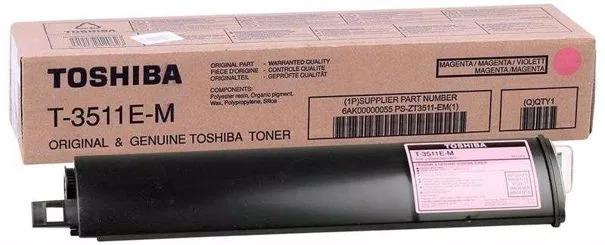 TOSHIBA
T-3511E-M
ORIGINAL & GENUINE TOSHIBA TONER
ORIGINAL PART · WARRANTED QUALITY
PIECE D'ORIGINE · CONTROLE QUALITE
ORIGINALTEIL · GEPRÜFTE QUALITÄT
COMPONENTS:
Polyester resin, Organic pigment,
Wax, Polypropylene, Silica
MAGENTA / MAGENTA / VIOLETT
MAGENTA / MAGENTA / MAGENTA
(1P)SUPPLIER PART NUMBER
6AK00000055 PS-ZT3511-EM(1)
(Q)QTY1
T-3511E-M